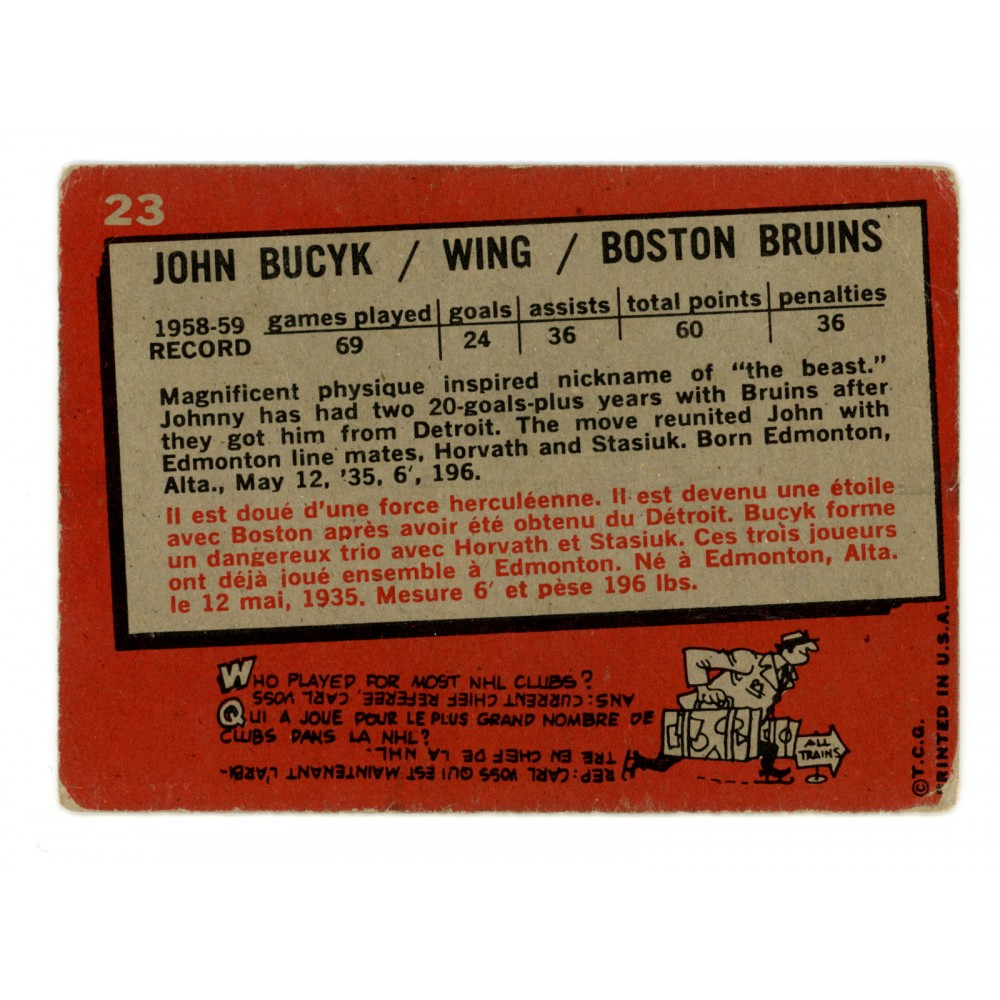 23
JOHN BUCYK / WING / BOSTON BRUINS
1958-59 games played goals assists total points penalties
RECORD 69 24 36 60 36
Magnificent physique inspired nickname of "the beast."
Johnny has had two 20-goals-plus years with Bruins after
they got him from Detroit. The move reunited John with
Edmonton line mates, Horvath and Stasiuk. Born Edmonton,
Alta., May 12, '35, 6', 196.
Il est doué d'une force herculéenne. Il est devenu une étoile
avec Boston après avoir été obtenu du Détroit. Bucyk forme
un dangereux trio avec Horvath et Stasiuk. Ces trois joueurs
ont déjà joué ensemble à Edmonton. Né à Edmonton, Alta.
le 12 mai, 1935. Mesure 6' et pèse 196 lbs.
WHO PLAYED FOR MOST NHL CLUBS?
ANS: CURRENT CHIEF REFEREE, CARL VOSS
QUI A JOUE POUR LE PLUS GRAND NOMBRE DE
CLUBS DANS LA NHL?
REP: CARL VOSS QUI EST MAINTENANT L'ARBI-
TRE EN CHEF DE LA NHL.
B
ALL
TRAINS
© T.C.G. PRINTED IN U.S.A.